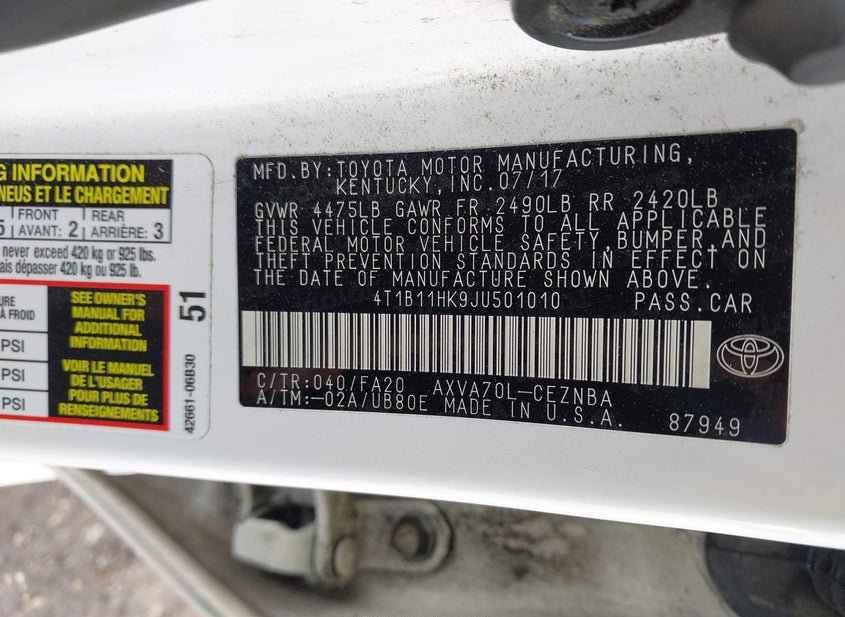 G INFORMATION
NEUS ET LE CHARGEMENT
FRONT REAR
AVANT: 2 ARRIÈRE: 3
never exceed 420 kg or 925 lbs.
ais dépasser 420 kg ou 925 lb.
URE
À FROID
PSI
PSI
PSI
SEE OWNER'S
MANUAL FOR
ADDITIONAL
INFORMATION
VOIR LE MANUEL
DE L'USAGER
POUR PLUS DE
RENSEIGNEMENTS
51
42661-06B30
MFD.BY:TOYOTA MOTOR MANUFACTURING,
KENTUCKY,INC.07/17
GVWR 4475LB GAWR FR 2490LB RR 2420LB
THIS VEHICLE CONFORMS TO ALL APPLICABLE
FEDERAL MOTOR VEHICLE SAFETY,BUMPER,AND
THEFT PREVENTION STANDARDS IN EFFECT ON
THE DATE OF MANUFACTURE SHOWN ABOVE.
4T1B11HK9JU501010 PASS.CAR
C/TR:040/FA20 AXVA70L-CEZNBA
A/TM:-02A/UB80E MADE IN U.S.A.
87949